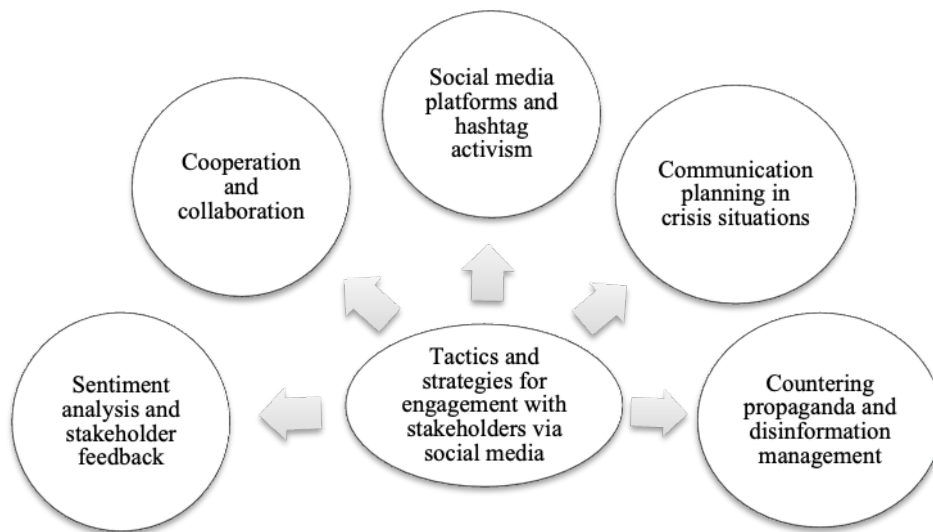 Social media
platforms and
hashtag
activism
Cooperation
and
collaboration
Communication
planning in
crisis situations
Sentiment
analysis and
stakeholder
feedback
Tactics and
strategies for
engagement with
stakeholders via
social media
Countering
propaganda and
disinformation
management